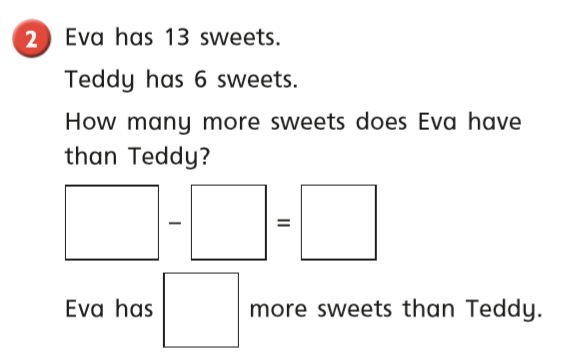 2 Eva has 13 sweets.
Teddy has 6 sweets.
How many more sweets does Eva have
than Teddy?
– =
Eva has more sweets than Teddy.